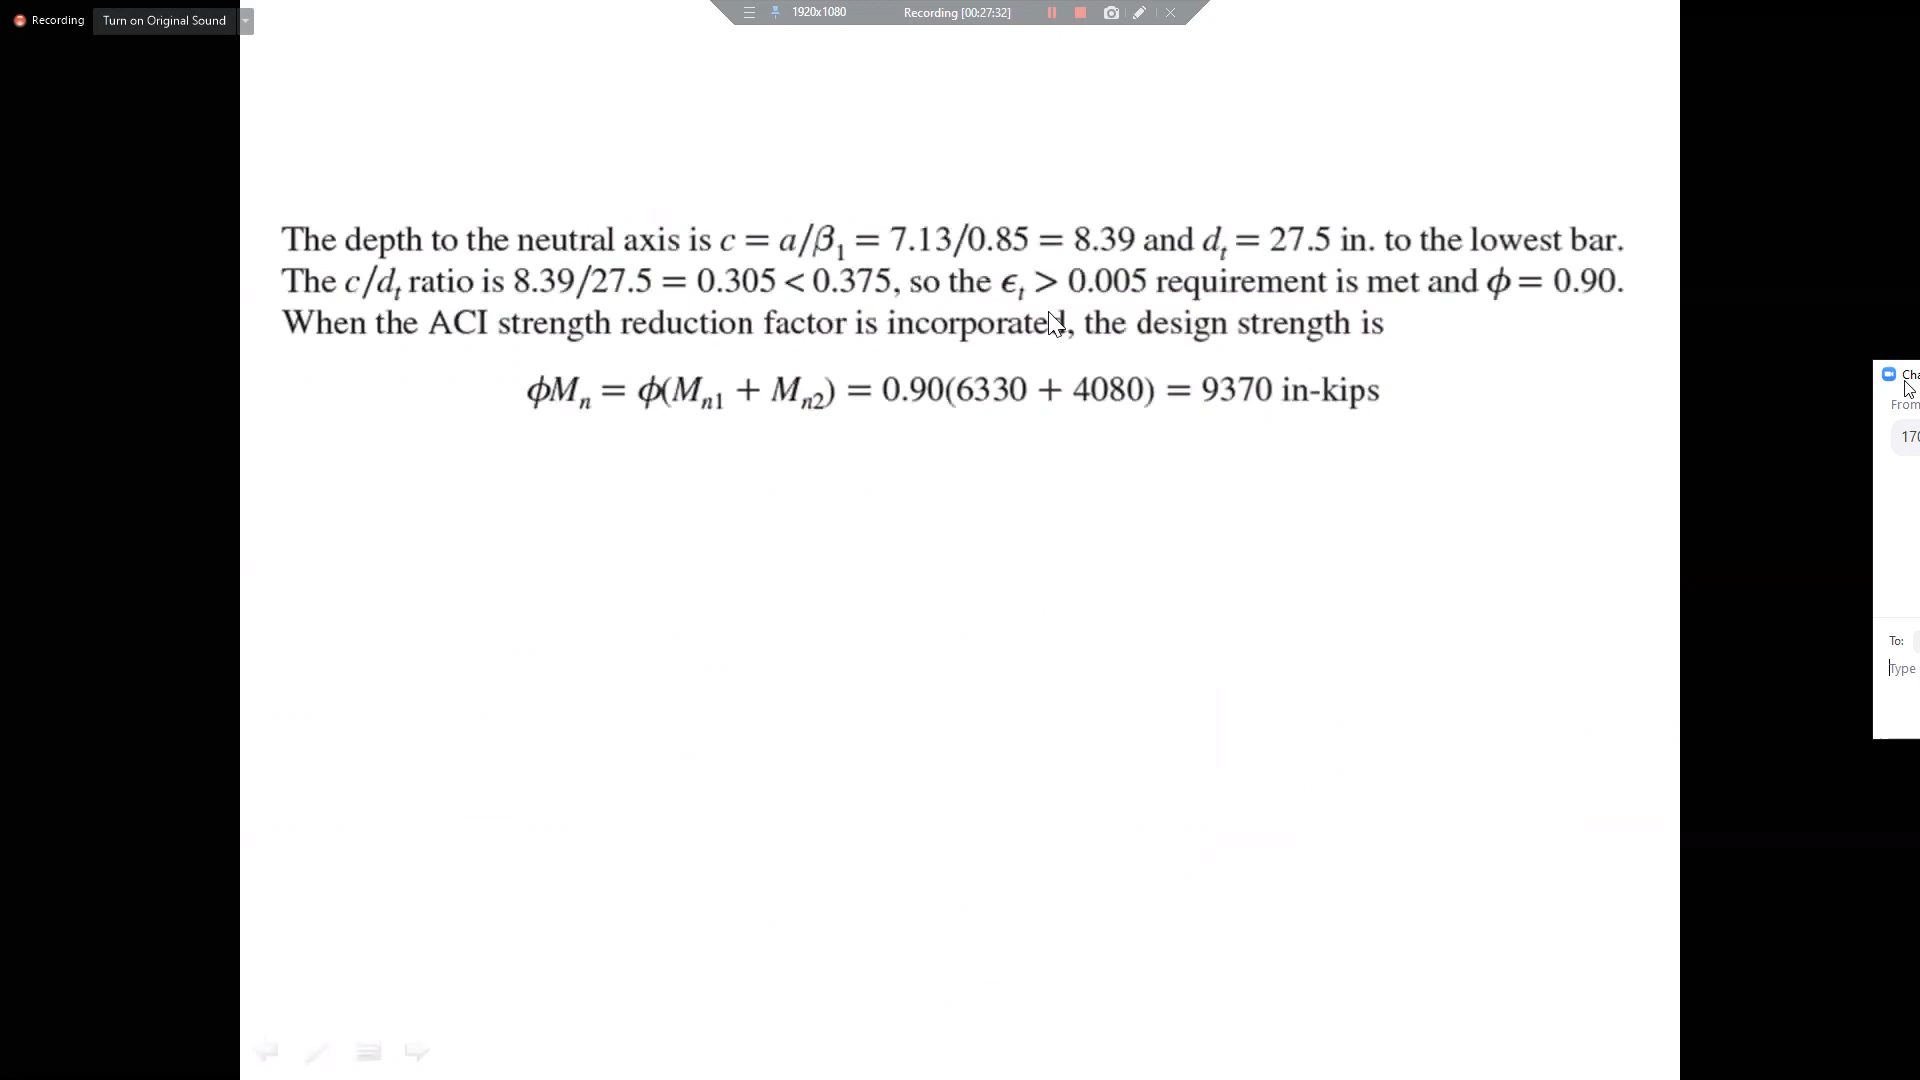 Recording
Turn on Original Sound
1920x1080
Recording [00:27:32]
The depth to the neutral axis is c = a/β₁ = 7.13/0.85 = 8.39 and dₜ = 27.5 in. to the lowest bar.
The c/dₜ ratio is 8.39/27.5 = 0.305 < 0.375, so the ϵₜ > 0.005 requirement is met and ϕ = 0.90.
When the ACI strength reduction factor is incorporated, the design strength is
ϕMₙ = ϕ(Mₙ₁ + Mₙ₂) = 0.90(6330 + 4080) = 9370 in-kips
Cha
From
170
To:
Type